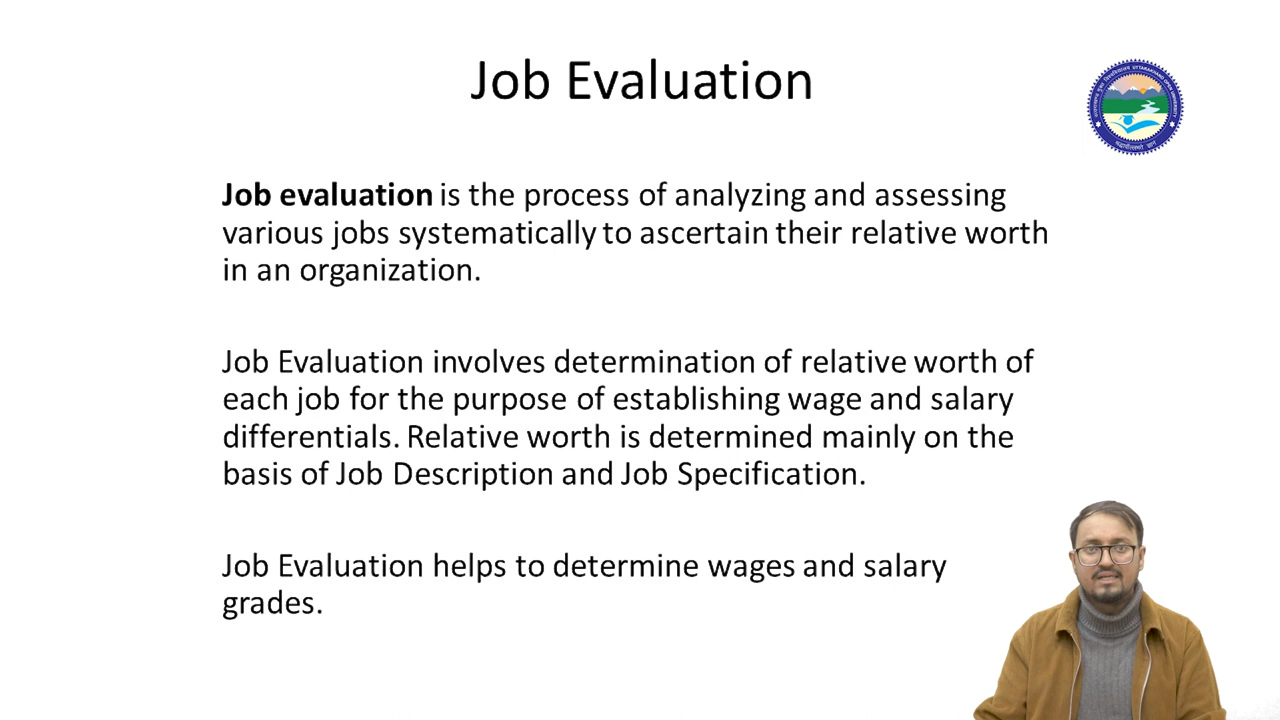 Job Evaluation
UTTARAKHAND OPEN UNIVERSITY
Job evaluation is the process of analyzing and assessing
various jobs systematically to ascertain their relative worth
in an organization.
Job Evaluation involves determination of relative worth of
each job for the purpose of establishing wage and salary
differentials. Relative worth is determined mainly on the
basis of Job Description and Job Specification.
Job Evaluation helps to determine wages and salary
grades.